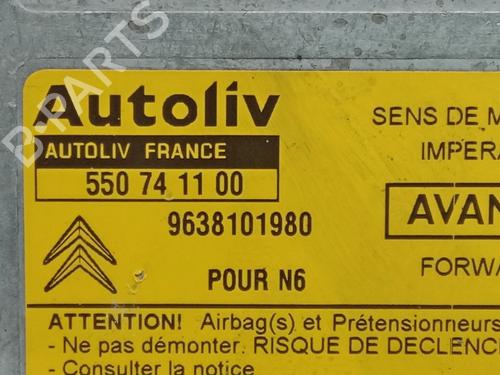 Autoliv
AUTOLIV FRANCE
550 74 11 00
9638101980
POUR N6
SENS DE
IMPERA
AVAN
FORWA
ATTENTION! Airbag(s) et Prétensionneurs
- Ne pas démonter. RISQUE DE DECLENC
- Consulter la notice
B-PARTS